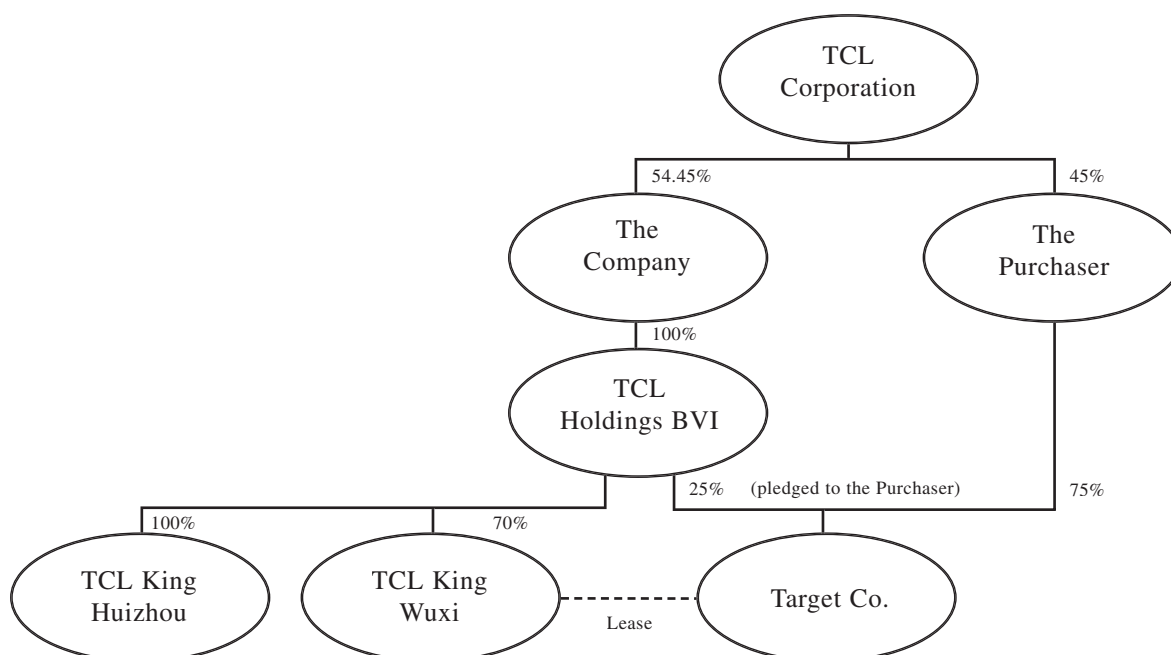 TCL
Corporation
54.45%
45%
The
Company
The
Purchaser
100%
TCL
Holdings BVI
25%
(pledged to the Purchaser)
75%
100%
70%
TCL King
Huizhou
TCL King
Wuxi
Target Co.
Lease